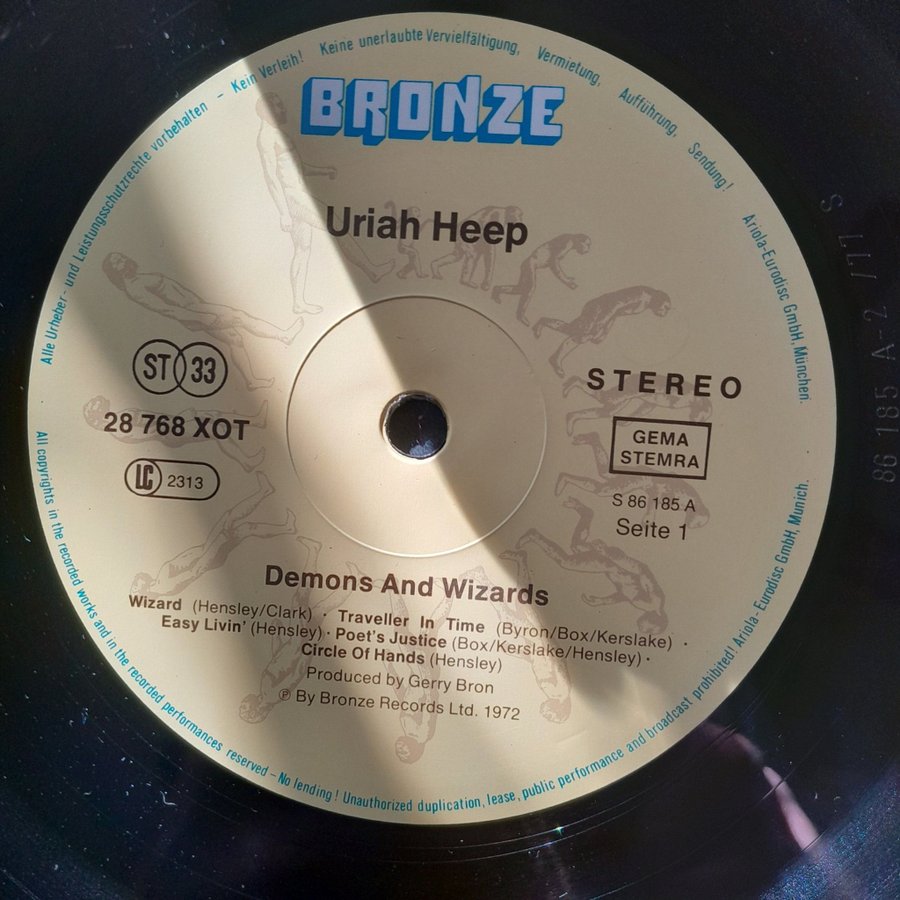 Alle Urheber- und Leistungsschutzrechte vorbehalten – Kein Verleih! Keine unerlaubte Vervielfältigung, Vermietung, Aufführung, Sendung! Ariola-Eurodisc GmbH, München.
BRONZE
Uriah Heep
ST 33
28 768 XOT
LC 2313
STEREO
GEMA
STEMRA
S 86 185 A
Seite 1
Demons And Wizards
Wizard (Hensley/Clark) · Traveller In Time (Byron/Box/Kerslake) ·
Easy Livin' (Hensley) · Poet's Justice (Box/Kerslake/Hensley) ·
Circle Of Hands (Hensley)
Produced by Gerry Bron
℗ By Bronze Records Ltd. 1972
All copyrights in the recorded works and in the recorded performances reserved – No lending! Unauthorized duplication, lease, public performance and broadcast prohibited! Ariola-Eurodisc GmbH, Munich.
86 185 A-2